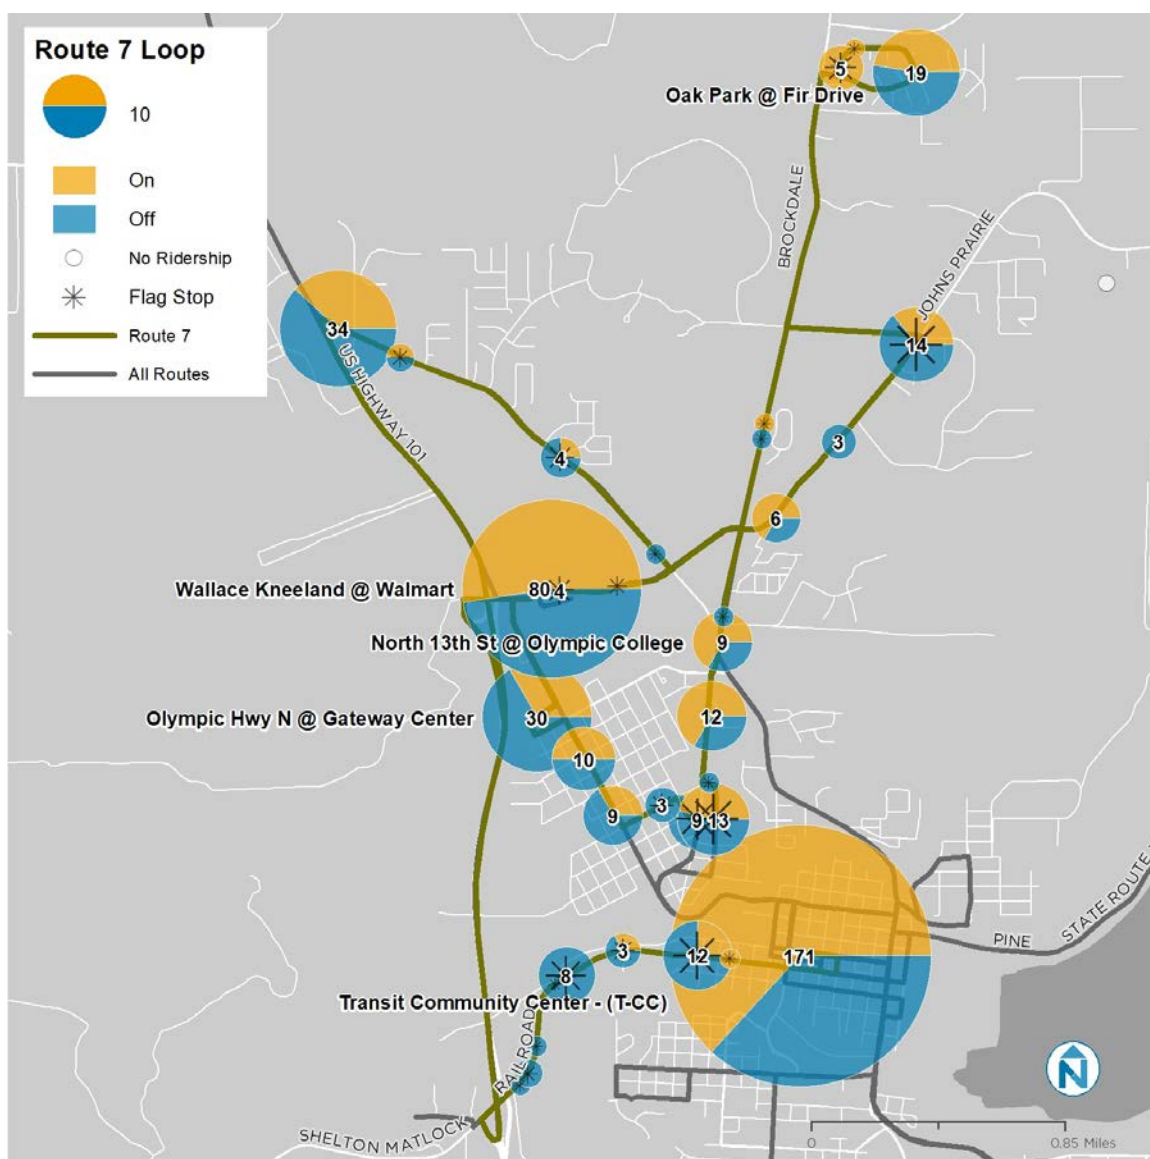 Route 7 Loop
10
On
Off
No Ridership
Flag Stop
Route 7
All Routes
5
19
Oak Park @ Fir Drive
BROCKDALE
JOHNS PRAIRIE
34
14
US HIGHWAY 101
3
4
6
Wallace Kneeland @ Walmart
80
4
North 13th St @ Olympic College
9
Olympic Hwy N @ Gateway Center
30
12
10
9
3
9
13
STATE ROUTE
PINE
3
12
171
8
Transit Community Center - (T-CC)
RAILROAD
SHELTON MATLOCK
N
0
0.85 Miles